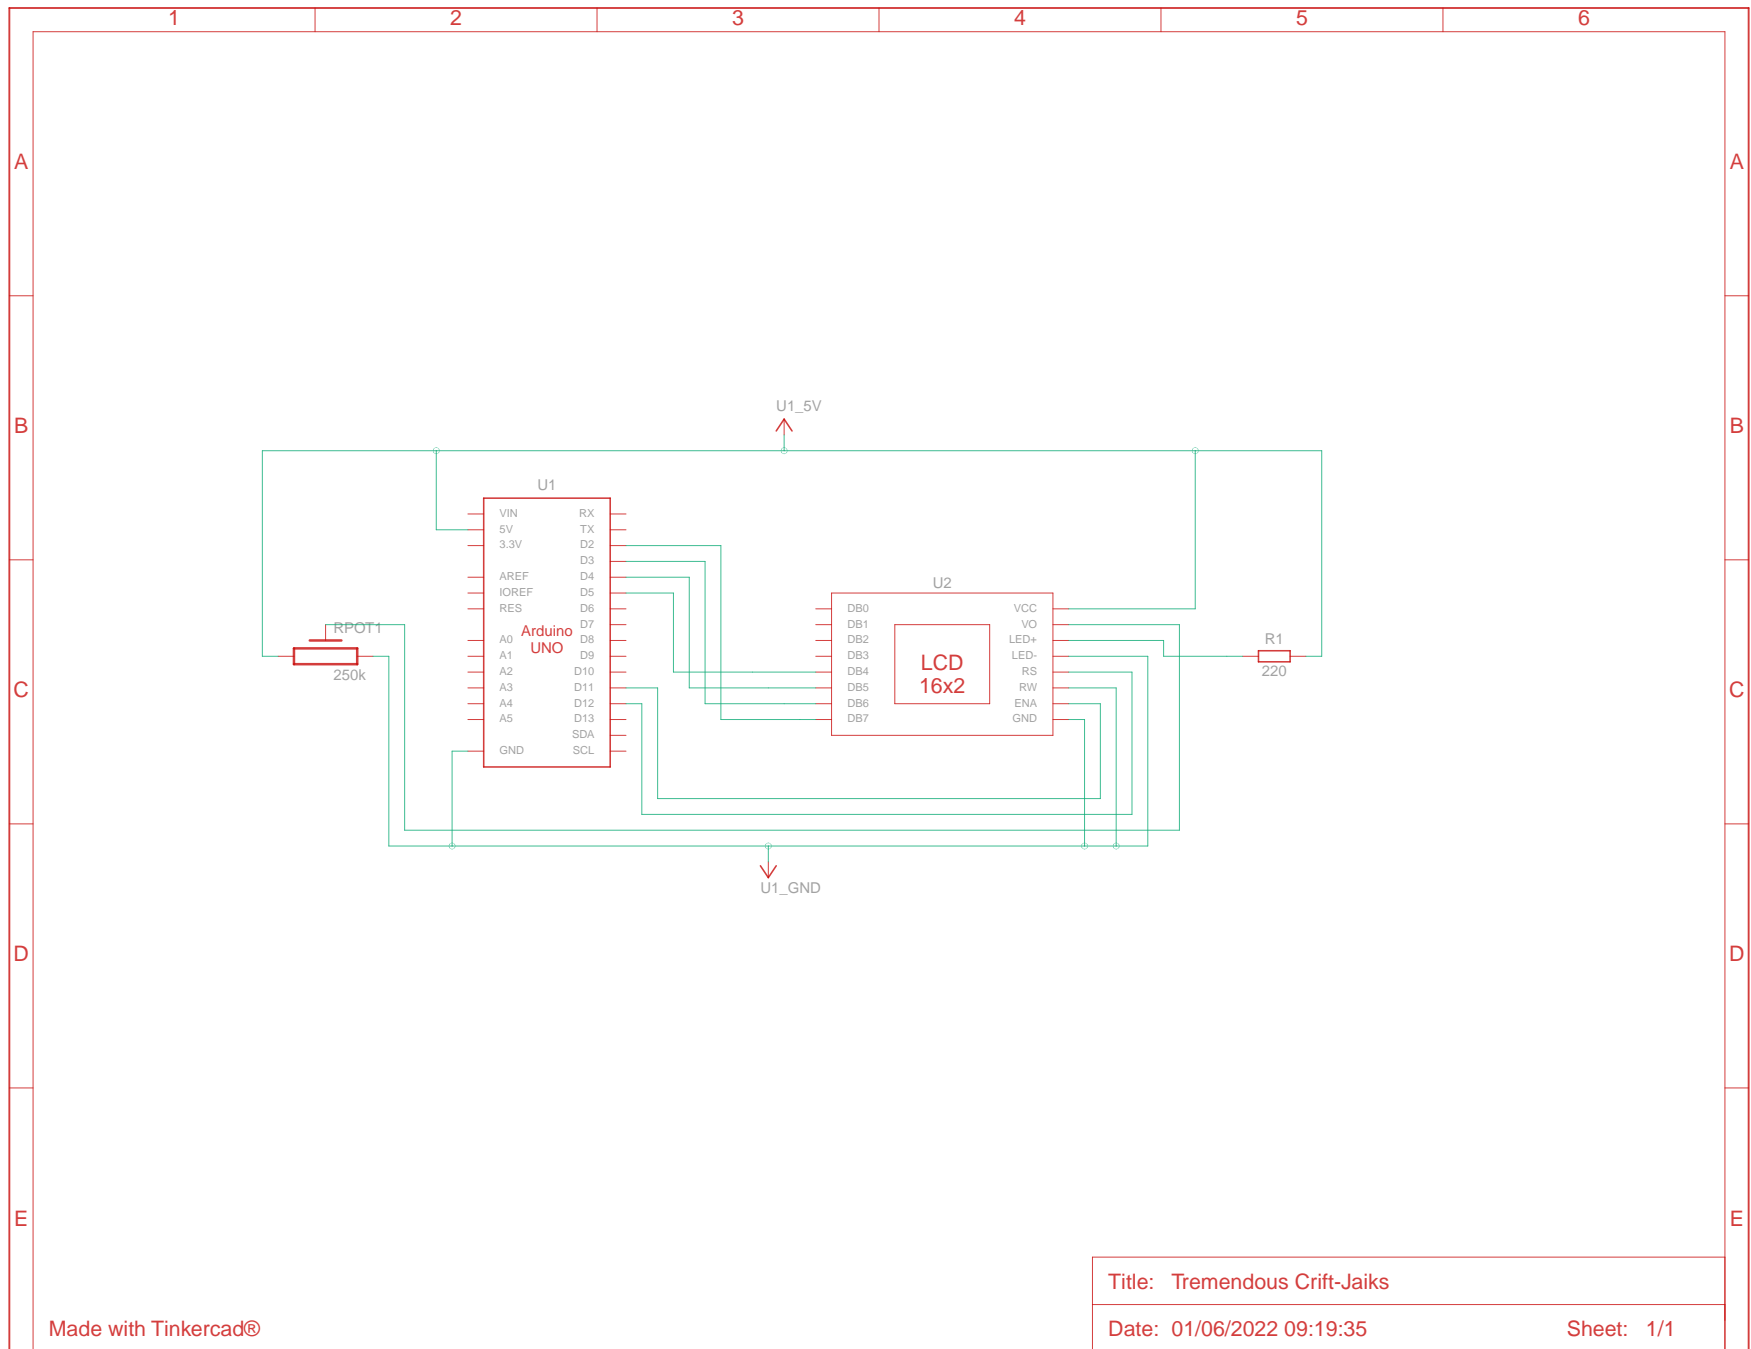 1 2 3 4 5 6
A A
U1_5V
B B
U1
VIN RX
5V TX
3.3V D2
D3
AREF D4
IOREF D5
RES D6
D7
A0 D8
A1 D9
A2 D10
A3 D11
A4 D12
A5 D13
SDA
GND SCL
Arduino
UNO
RPOT1
250k
U2
DB0 VCC
DB1 VO
DB2 LED+
DB3 LED-
DB4 RS
DB5 RW
DB6 ENA
DB7 GND
LCD
16x2
R1
220
C C
U1_GND
D D
E E
Title: Tremendous Crift-Jaiks
Made with Tinkercad®
Date: 01/06/2022 09:19:35 Sheet: 1/1